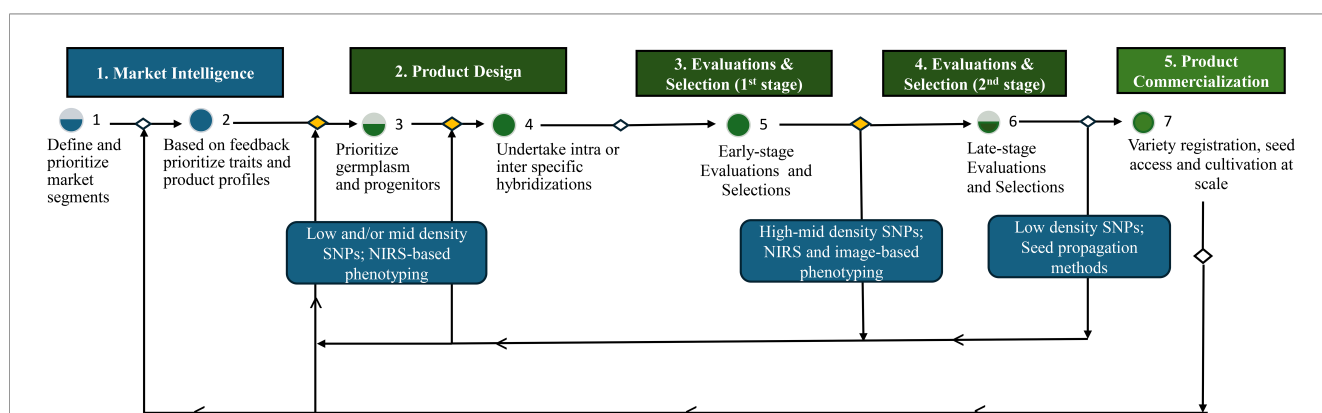 1. Market Intelligence
2. Product Design
3. Evaluations &
Selection (1st stage)
4. Evaluations &
Selection (2nd stage)
5. Product
Commercialization
1
Define and
prioritize
market
segments
2
Based on feedback
prioritize traits and
product profiles
3
Prioritize
germplasm
and progenitors
4
Undertake intra or
inter specific
hybridizations
5
Early-stage
Evaluations and
Selections
6
Late-stage
Evaluations
and Selections
7
Variety registration, seed
access and cultivation at
scale
Low and/or mid density
SNPs; NIRS-based
phenotyping
High-mid density SNPs;
NIRS and image-based
phenotyping
Low density SNPs;
Seed propagation
methods